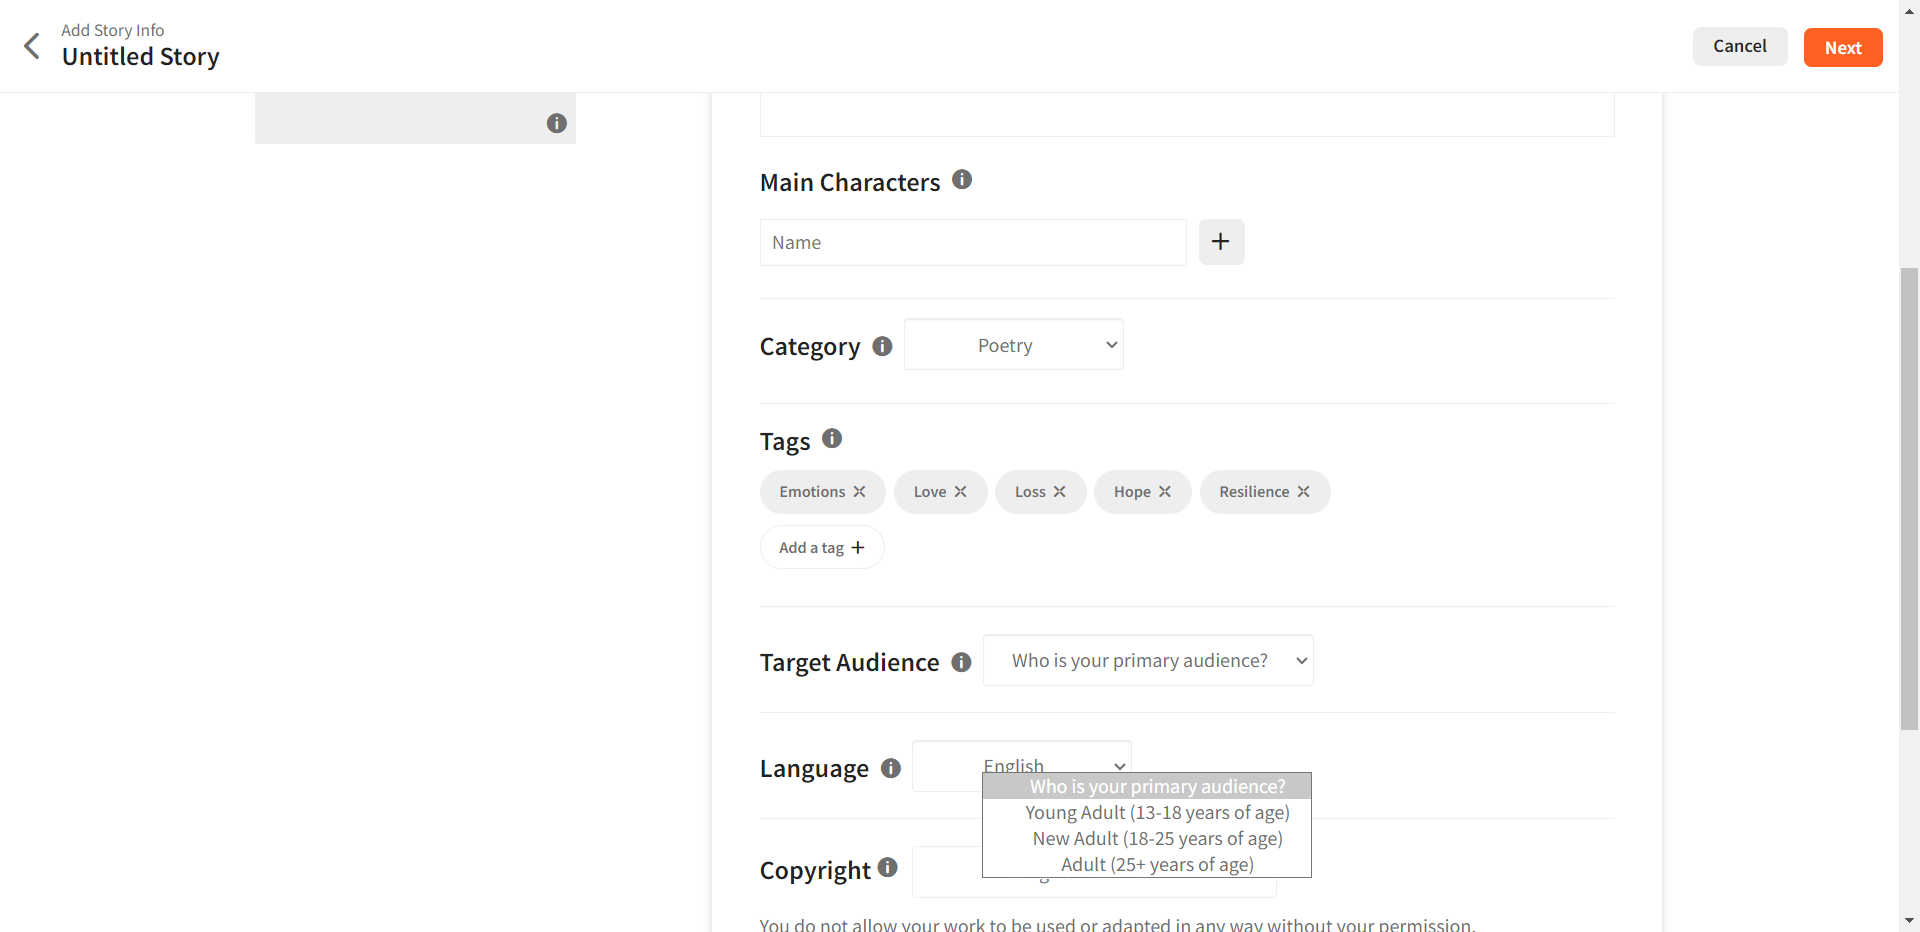 Add Story Info
Untitled Story
Cancel
Next
Main Characters
Name
Category
Poetry
Tags
Emotions
Love
Loss
Hope
Resilience
Add a tag
Target Audience
Who is your primary audience?
Language
English
Who is your primary audience?
Young Adult (13-18 years of age)
New Adult (18-25 years of age)
Adult (25+ years of age)
Copyright
You do not allow your work to be used or adapted in any way without your permission.